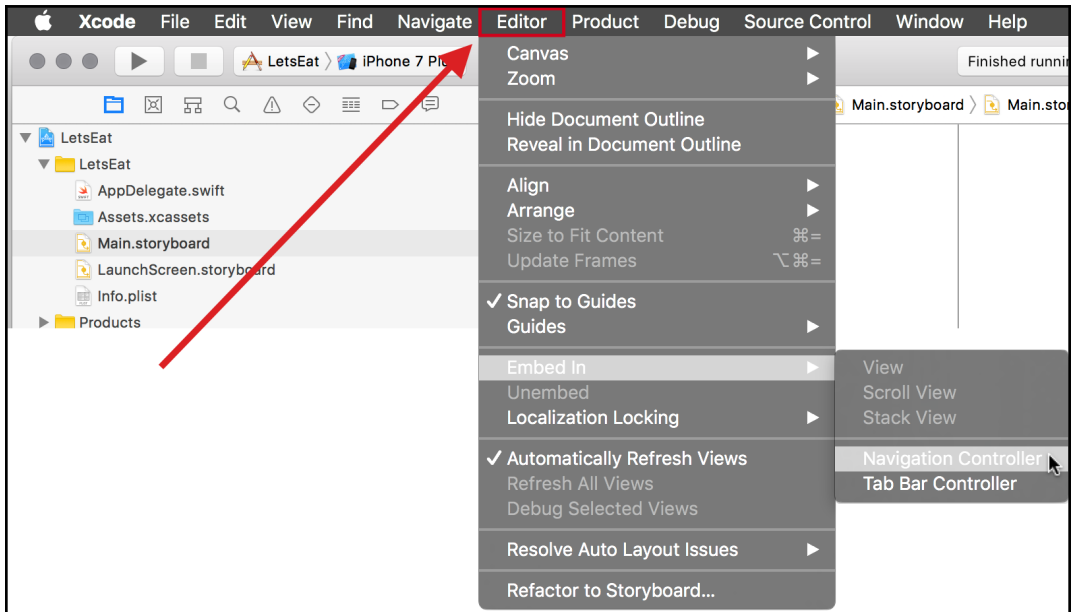 Xcode File Edit View Find Navigate Editor Product Debug Source Control Window Help
LetsEat 〉 iPhone 7 Pl
Finished runni
Main.storyboard 〉 Main.sto
LetsEat
LetsEat
AppDelegate.swift
Assets.xcassets
Main.storyboard
LaunchScreen.storyboard
Info.plist
Products
Canvas
Zoom
Hide Document Outline
Reveal in Document Outline
Align
Arrange
Size to Fit Content ⌘=
Update Frames ⌥⌘=
✓ Snap to Guides
Guides
Embed In
Unembed
Localization Locking
✓ Automatically Refresh Views
Refresh All Views
Debug Selected Views
Resolve Auto Layout Issues
Refactor to Storyboard...
View
Scroll View
Stack View
Navigation Controller
Tab Bar Controller